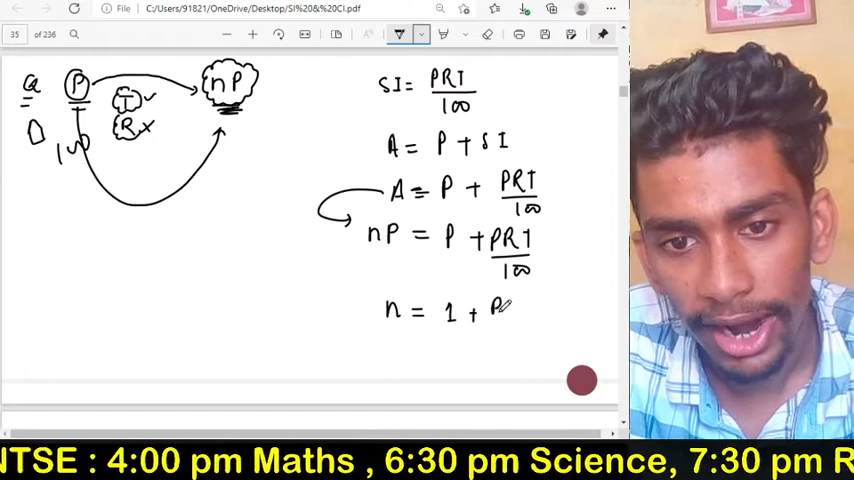 File
C:/Users/91821/OneDrive/Desktop/SI%20&%20CI.pdf
35 of 236
P
nP
T
R
SI = PRT/100
A = P + SI
A = P + PRT/100
nP = P + PRT/100
n = 1 + P
NTSE : 4:00 pm Maths , 6:30 pm Science, 7:30 pm R